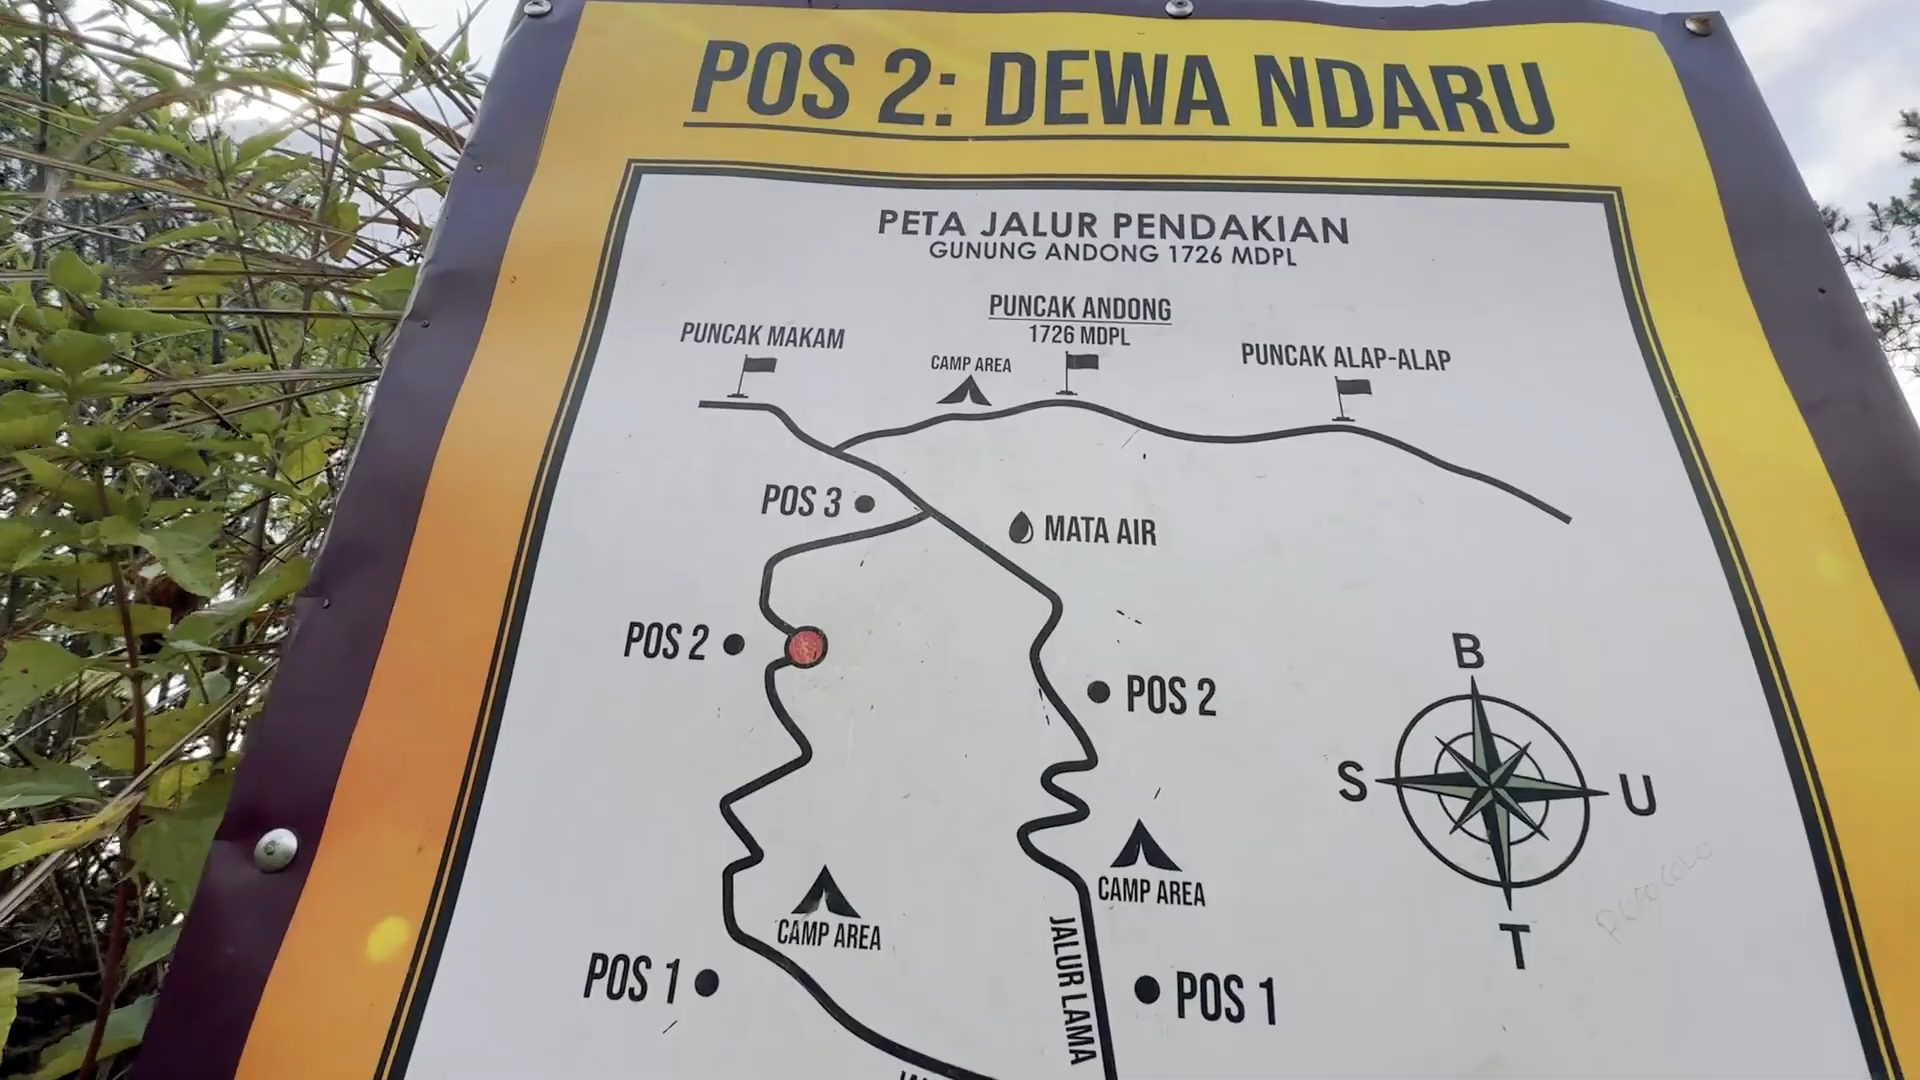 POS 2: DEWA NDARU
PETA JALUR PENDAKIAN
GUNUNG ANDONG 1726 MDPL
PUNCAK ANDONG
1726 MDPL
PUNCAK MAKAM
CAMP AREA
PUNCAK ALAP-ALAP
POS 3
MATA AIR
POS 2
POS 2
B
S
U
T
CAMP AREA
CAMP AREA
JALUR LAMA
POS 1
POS 1